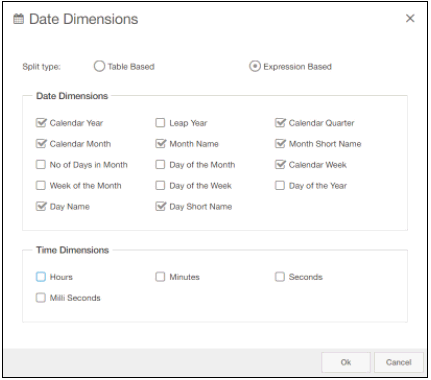 Date Dimensions
Split type: Table Based Expression Based
Date Dimensions
Calendar Year Leap Year Calendar Quarter
Calendar Month Month Name Month Short Name
No of Days in Month Day of the Month Calendar Week
Week of the Month Day of the Week Day of the Year
Day Name Day Short Name
Time Dimensions
Hours Minutes Seconds
Milli Seconds
Ok Cancel